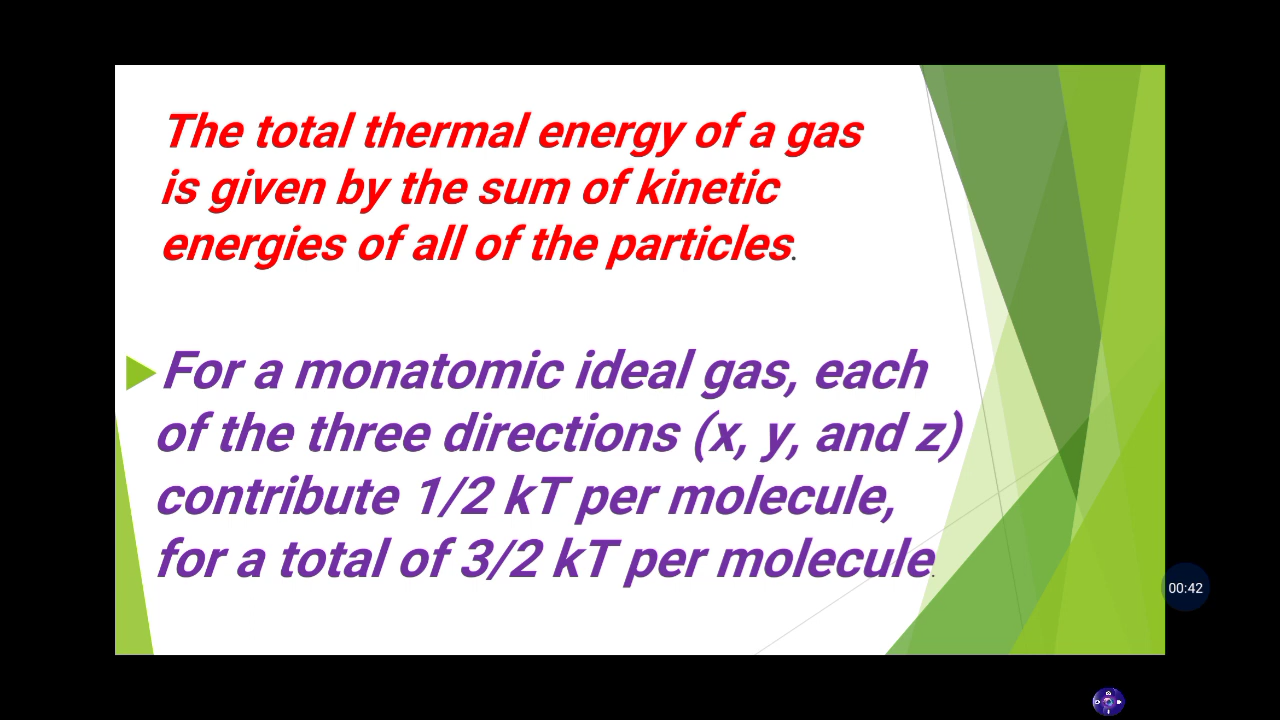 The total thermal energy of a gas
is given by the sum of kinetic
energies of all of the particles.
For a monatomic ideal gas, each
of the three directions (x, y, and z)
contribute 1/2 kT per molecule,
for a total of 3/2 kT per molecule.
00:42